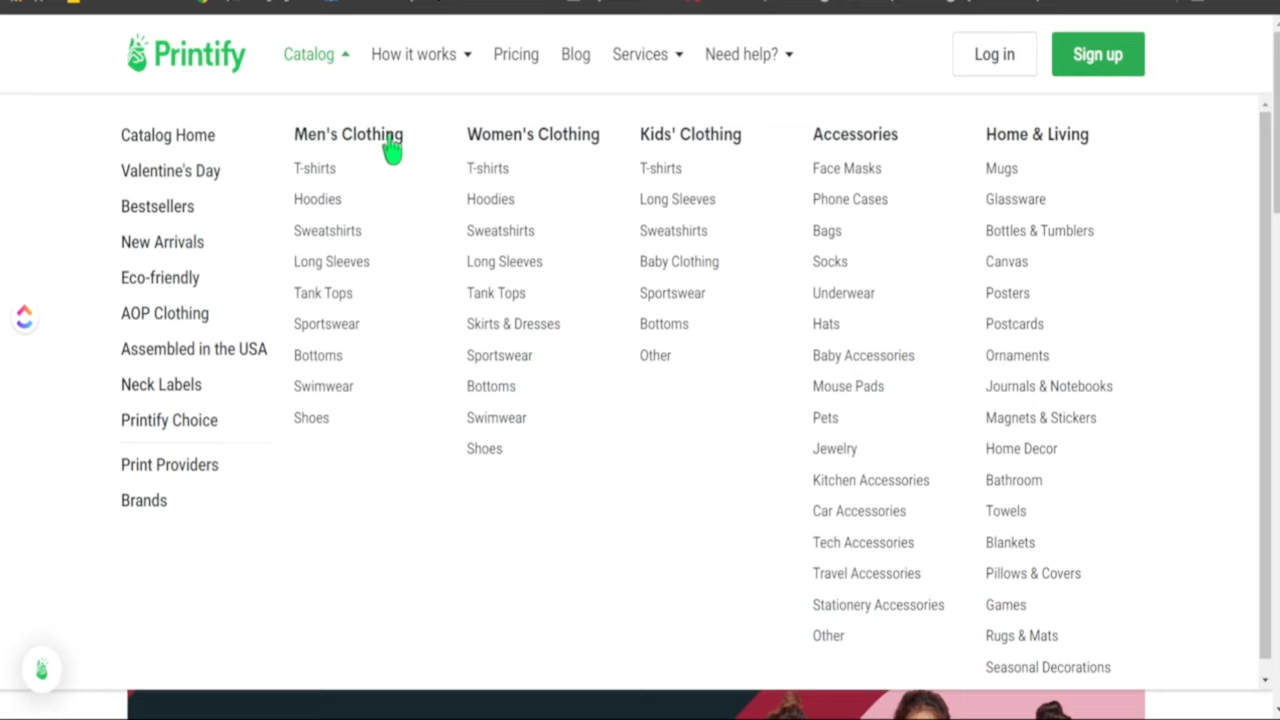 Printify
Catalog
How it works
Pricing
Blog
Services
Need help?
Log in
Sign up
Catalog Home
Valentine's Day
Bestsellers
New Arrivals
Eco-friendly
AOP Clothing
Assembled in the USA
Neck Labels
Printify Choice
Print Providers
Brands
Men's Clothing
T-shirts
Hoodies
Sweatshirts
Long Sleeves
Tank Tops
Sportswear
Bottoms
Swimwear
Shoes
Women's Clothing
T-shirts
Hoodies
Sweatshirts
Long Sleeves
Tank Tops
Skirts & Dresses
Sportswear
Bottoms
Swimwear
Shoes
Kids' Clothing
T-shirts
Long Sleeves
Sweatshirts
Baby Clothing
Sportswear
Bottoms
Other
Accessories
Face Masks
Phone Cases
Bags
Socks
Underwear
Hats
Baby Accessories
Mouse Pads
Pets
Jewelry
Kitchen Accessories
Car Accessories
Tech Accessories
Travel Accessories
Stationery Accessories
Other
Home & Living
Mugs
Glassware
Bottles & Tumblers
Canvas
Posters
Postcards
Ornaments
Journals & Notebooks
Magnets & Stickers
Home Decor
Bathroom
Towels
Blankets
Pillows & Covers
Games
Rugs & Mats
Seasonal Decorations